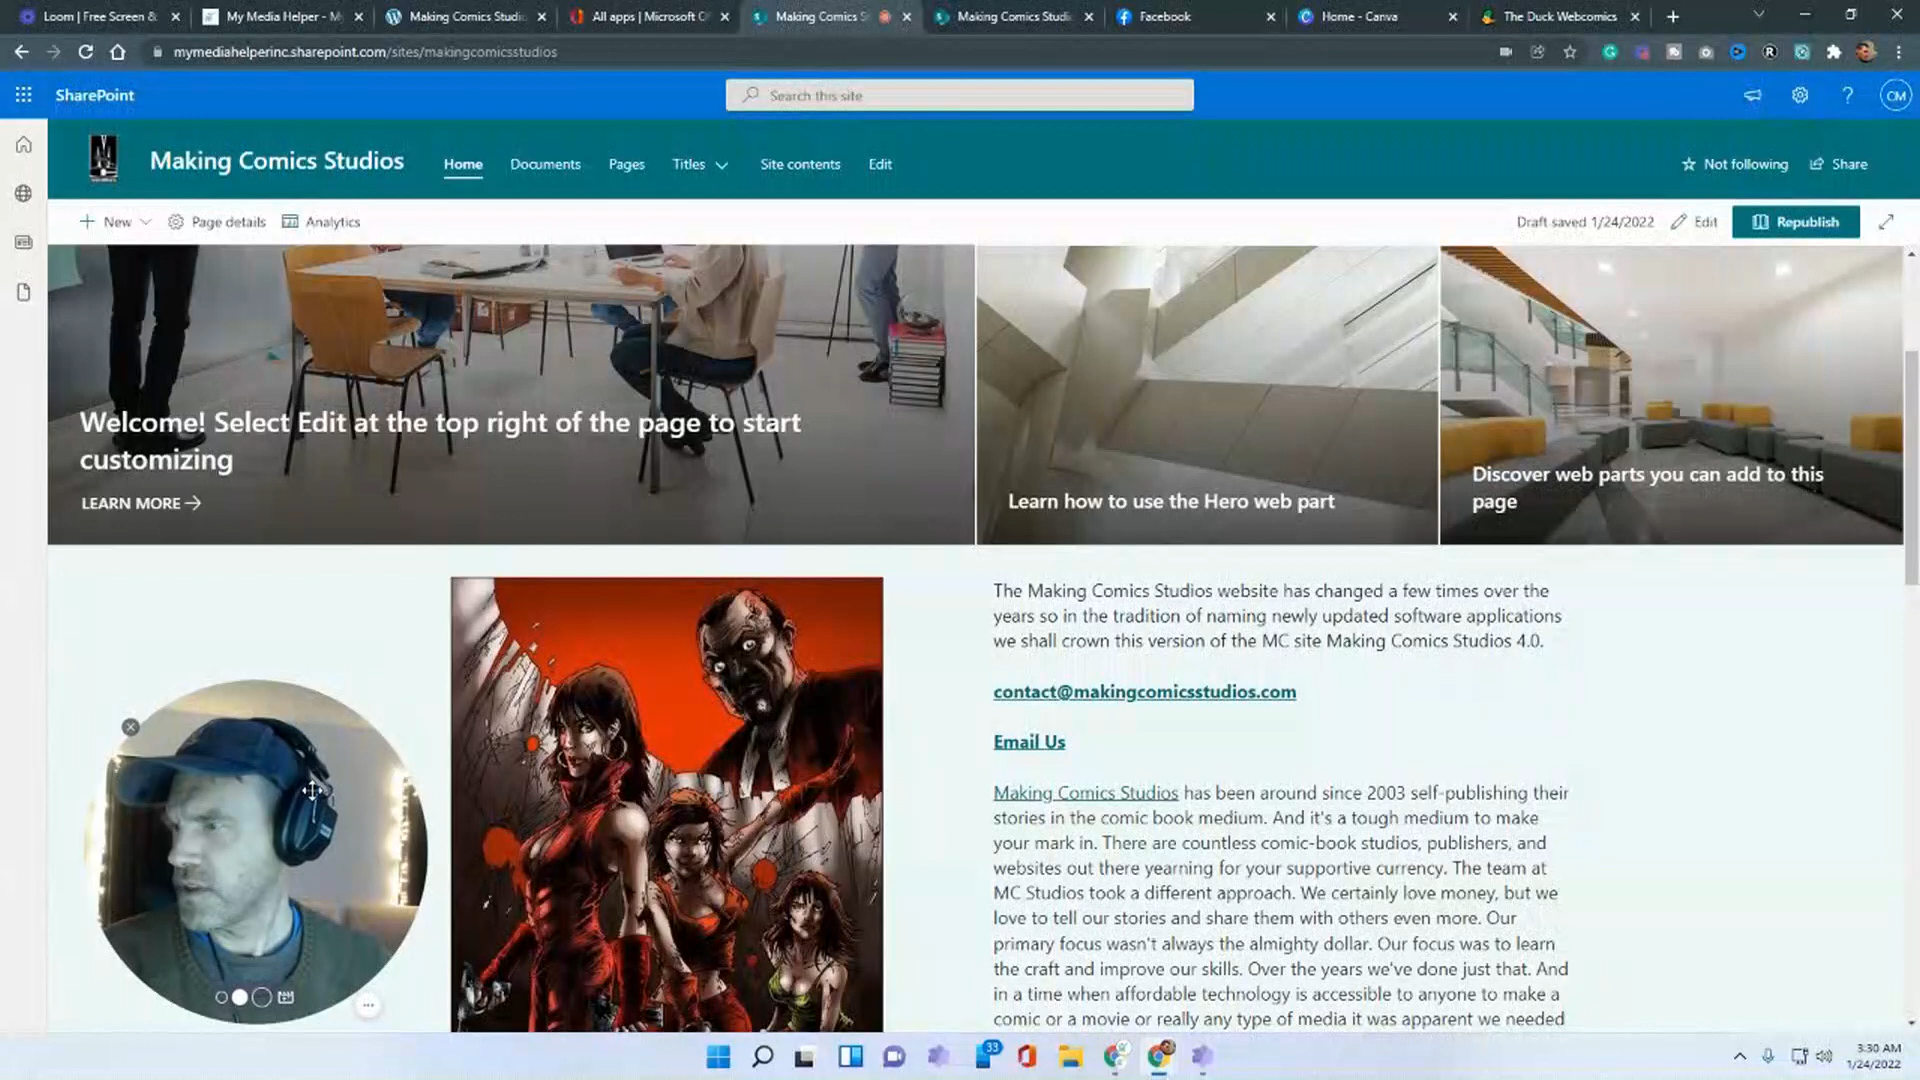 Loom | Free Screen &
My Media Helper - M
Making Comics Studio
All apps | Microsoft O
Making Comics S
Making Comics Studi
Facebook
Home - Canva
The Duck Webcomics
mymediahelperinc.sharepoint.com/sites/makingcomicsstudios
SharePoint
Search this site
CM
Making Comics Studios
Home
Documents
Pages
Titles
Site contents
Edit
Not following
Share
New
Page details
Analytics
Draft saved 1/24/2022
Edit
Republish
Welcome! Select Edit at the top right of the page to start
customizing
LEARN MORE →
Learn how to use the Hero web part
Discover web parts you can add to this
page
The Making Comics Studios website has changed a few times over the
years so in the tradition of naming newly updated software applications
we shall crown this version of the MC site Making Comics Studios 4.0.
contact@makingcomicsstudios.com
Email Us
Making Comics Studios has been around since 2003 self-publishing their
stories in the comic book medium. And it's a tough medium to make
your mark in. There are countless comic-book studios, publishers, and
websites out there yearning for your supportive currency. The team at
MC Studios took a different approach. We certainly love money, but we
love to tell our stories and share them with others even more. Our
primary focus wasn't always the almighty dollar. Our focus was to learn
the craft and improve our skills. Over the years we've done just that. And
in a time when affordable technology is accessible to anyone to make a
comic or a movie or really any type of media it was apparent we needed
33
3:30 AM
1/24/2022